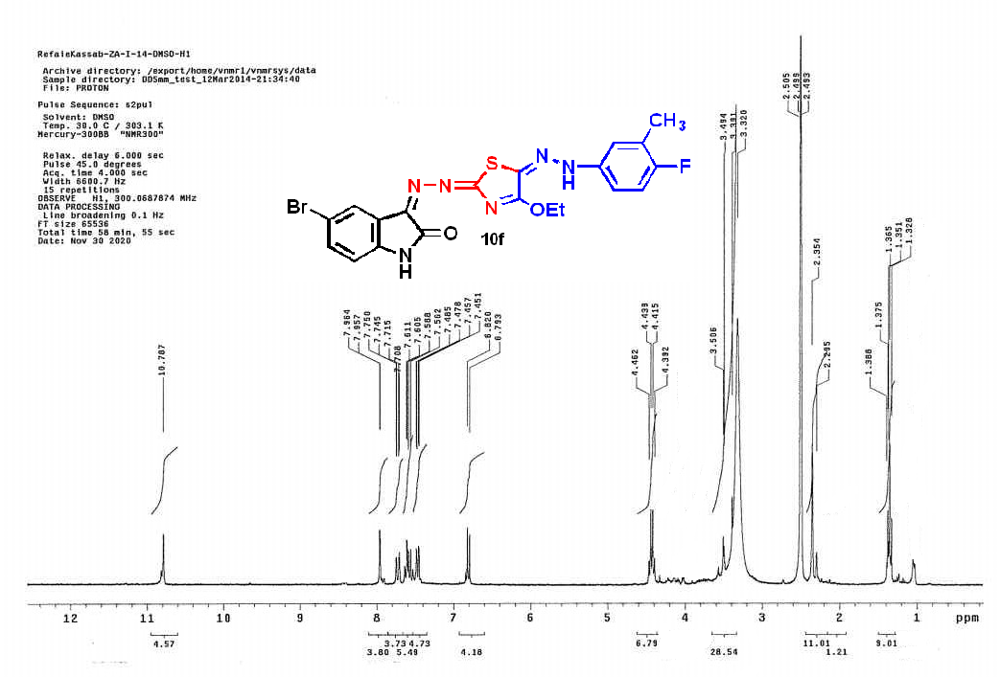 RefaieKassab-ZA-I-14-DMSO-H1
Archive directory: /export/home/vnmr1/vnmrsys/data
Sample directory: DD5mm_test_12Mar2014-21:34:40
File: PROTON
Pulse Sequence: s2pul
Solvent: DMSO
Temp. 30.0 C / 303.1 K
Mercury-300BB "NMR300"
Relax. delay 6.000 sec
Pulse 45.0 degrees
Acq. time 4.000 sec
Width 6600.7 Hz
15 repetitions
OBSERVE H1, 300.0687874 MHz
DATA PROCESSING
Line broadening 0.1 Hz
FT size 65536
Total time 58 min, 55 sec
Date: Nov 30 2020
CH3
S
N
N
H
F
N
N
N
OEt
Br
O
N
H
10f
10.787
7.964
7.957
7.750
7.745
7.715
7.708
7.611
7.605
7.588
7.502
7.485
7.478
7.457
7.451
6.820
6.793
4.462
4.439
4.415
4.392
3.506
3.494
3.391
3.320
2.505
2.499
2.493
2.354
2.295
1.388
1.375
1.365
1.351
1.328
12 11 10 9 8 7 6 5 4 3 2 1 ppm
4.57
3.80
3.73
5.49
4.73
4.18
6.79
28.54
11.01
1.21
9.01